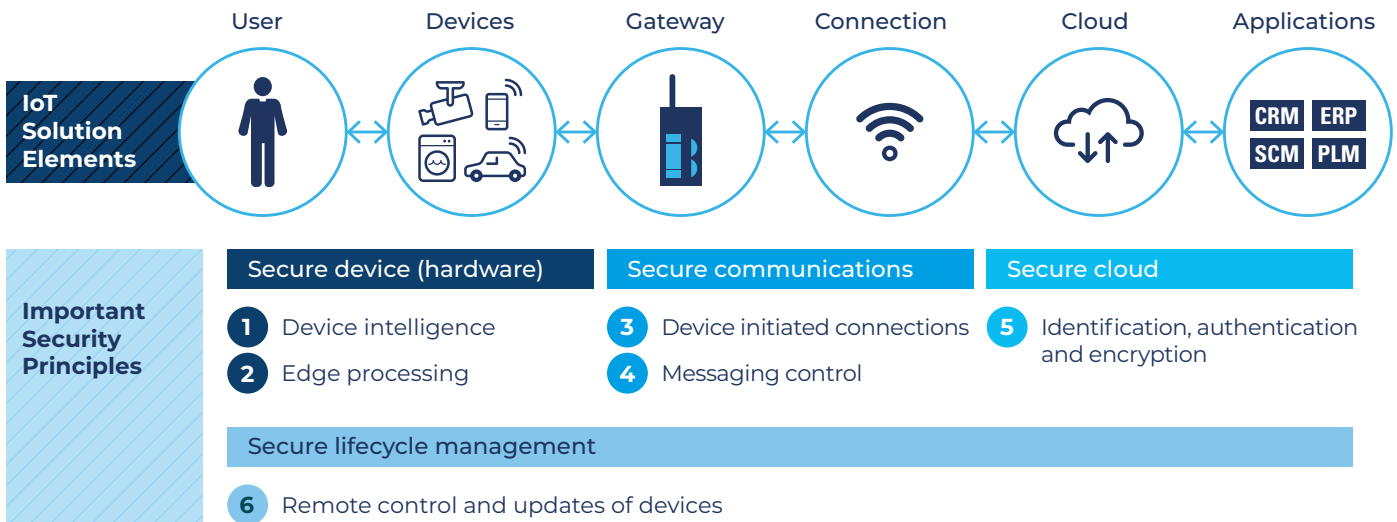 User
Devices
Gateway
Connection
Cloud
Applications
IoT
Solution
Elements
CRM
ERP
SCM
PLM
Important
Security
Principles
Secure device (hardware)
1 Device intelligence
2 Edge processing
Secure communications
3 Device initiated connections
4 Messaging control
Secure cloud
5 Identification, authentication
and encryption
Secure lifecycle management
6 Remote control and updates of devices